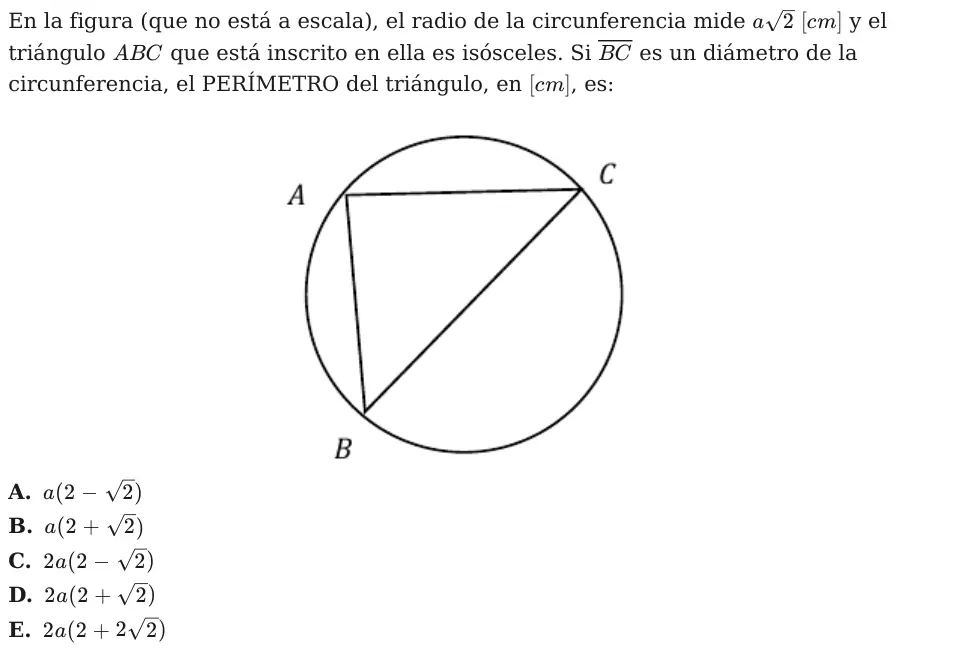 En la figura (que no está a escala), el radio de la circunferencia mide a√2 [cm] y el
triángulo ABC que está inscrito en ella es isósceles. Si B̅C̅ es un diámetro de la
circunferencia, el PERÍMETRO del triángulo, en [cm], es:
C
A
B
A. a(2 − √2)
B. a(2 + √2)
C. 2a(2 − √2)
D. 2a(2 + √2)
E. 2a(2 + 2√2)